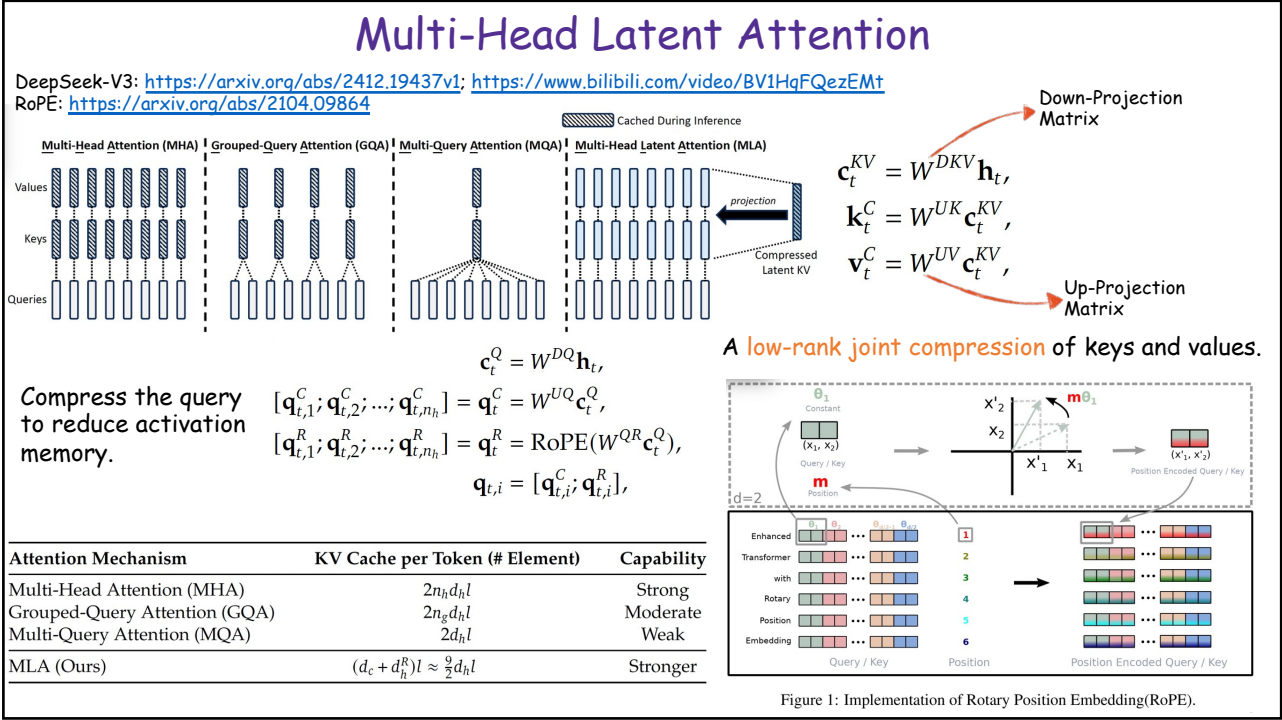 Multi-Head Latent Attention
DeepSeek-V3: https://arxiv.org/abs/2412.19437v1; https://www.bilibili.com/video/BV1HqFQezEMt
RoPE: https://arxiv.org/abs/2104.09864
Cached During Inference
Multi-Head Attention (MHA)
Grouped-Query Attention (GQA)
Multi-Query Attention (MQA)
Multi-Head Latent Attention (MLA)
Values
Keys
Queries
projection
Compressed
Latent KV
Down-Projection
Matrix
c_t^{KV} = W^{DKV} h_t,
k_t^C = W^{UK} c_t^{KV},
v_t^C = W^{UV} c_t^{KV},
Up-Projection
Matrix
A low-rank joint compression of keys and values.
Compress the query
to reduce activation
memory.
c_t^Q = W^{DQ} h_t,
[q_{t,1}^C; q_{t,2}^C; ...; q_{t,n_h}^C] = q_t^C = W^{UQ} c_t^Q,
[q_{t,1}^R; q_{t,2}^R; ...; q_{t,n_h}^R] = q_t^R = RoPE(W^{QR} c_t^Q),
q_{t,i} = [q_{t,i}^C; q_{t,i}^R],
Attention Mechanism KV Cache per Token (# Element) Capability
Multi-Head Attention (MHA) 2n_h d_h l Strong
Grouped-Query Attention (GQA) 2n_g d_h l Moderate
Multi-Query Attention (MQA) 2d_h l Weak
MLA (Ours) (d_c + d_h^R)l ≈ 9/2 d_h l Stronger
θ₁
Constant
(x₁, x₂)
Query / Key
m
Position
d=2
x'₂
x₂
x'₁
x₁
mθ₁
(x'₁, x'₂)
Position Encoded Query / Key
θ₁ θ₂ θ_{d/2-1} θ_{d/2}
Enhanced ••• 1 •••
Transformer ••• 2 •••
with ••• 3 •••
Rotary ••• 4 •••
Position ••• 5 •••
Embedding ••• 6 •••
Query / Key
Position
Position Encoded Query / Key
Figure 1: Implementation of Rotary Position Embedding(RoPE).